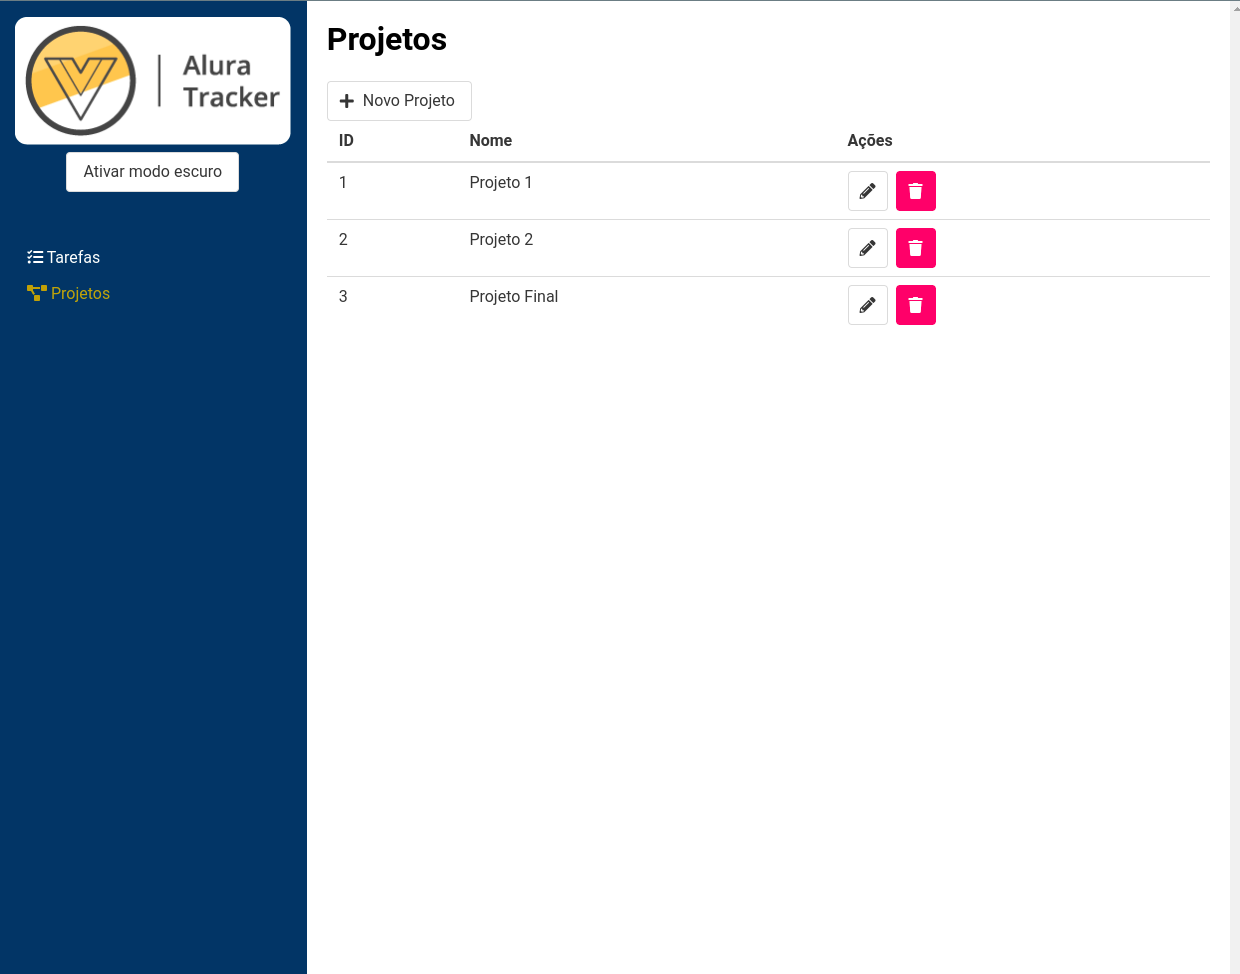 Alura
Tracker
Ativar modo escuro
Tarefas
Projetos
Projetos
Novo Projeto
ID Nome Ações
1 Projeto 1
2 Projeto 2
3 Projeto Final